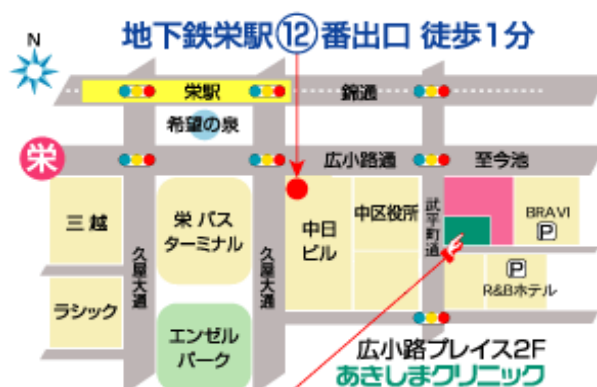 地下鉄栄駅⑫番出口 徒歩1分
N
栄駅
錦通
希望の泉
栄
広小路通
至今池
三越
栄 バス
ターミナル
中日
ビル
中区役所
武平町通
BRAVI
P
久屋大通
久屋大通
P
R&Bホテル
ラシック
エンゼル
パーク
広小路プレイス2F
あきしまクリニック